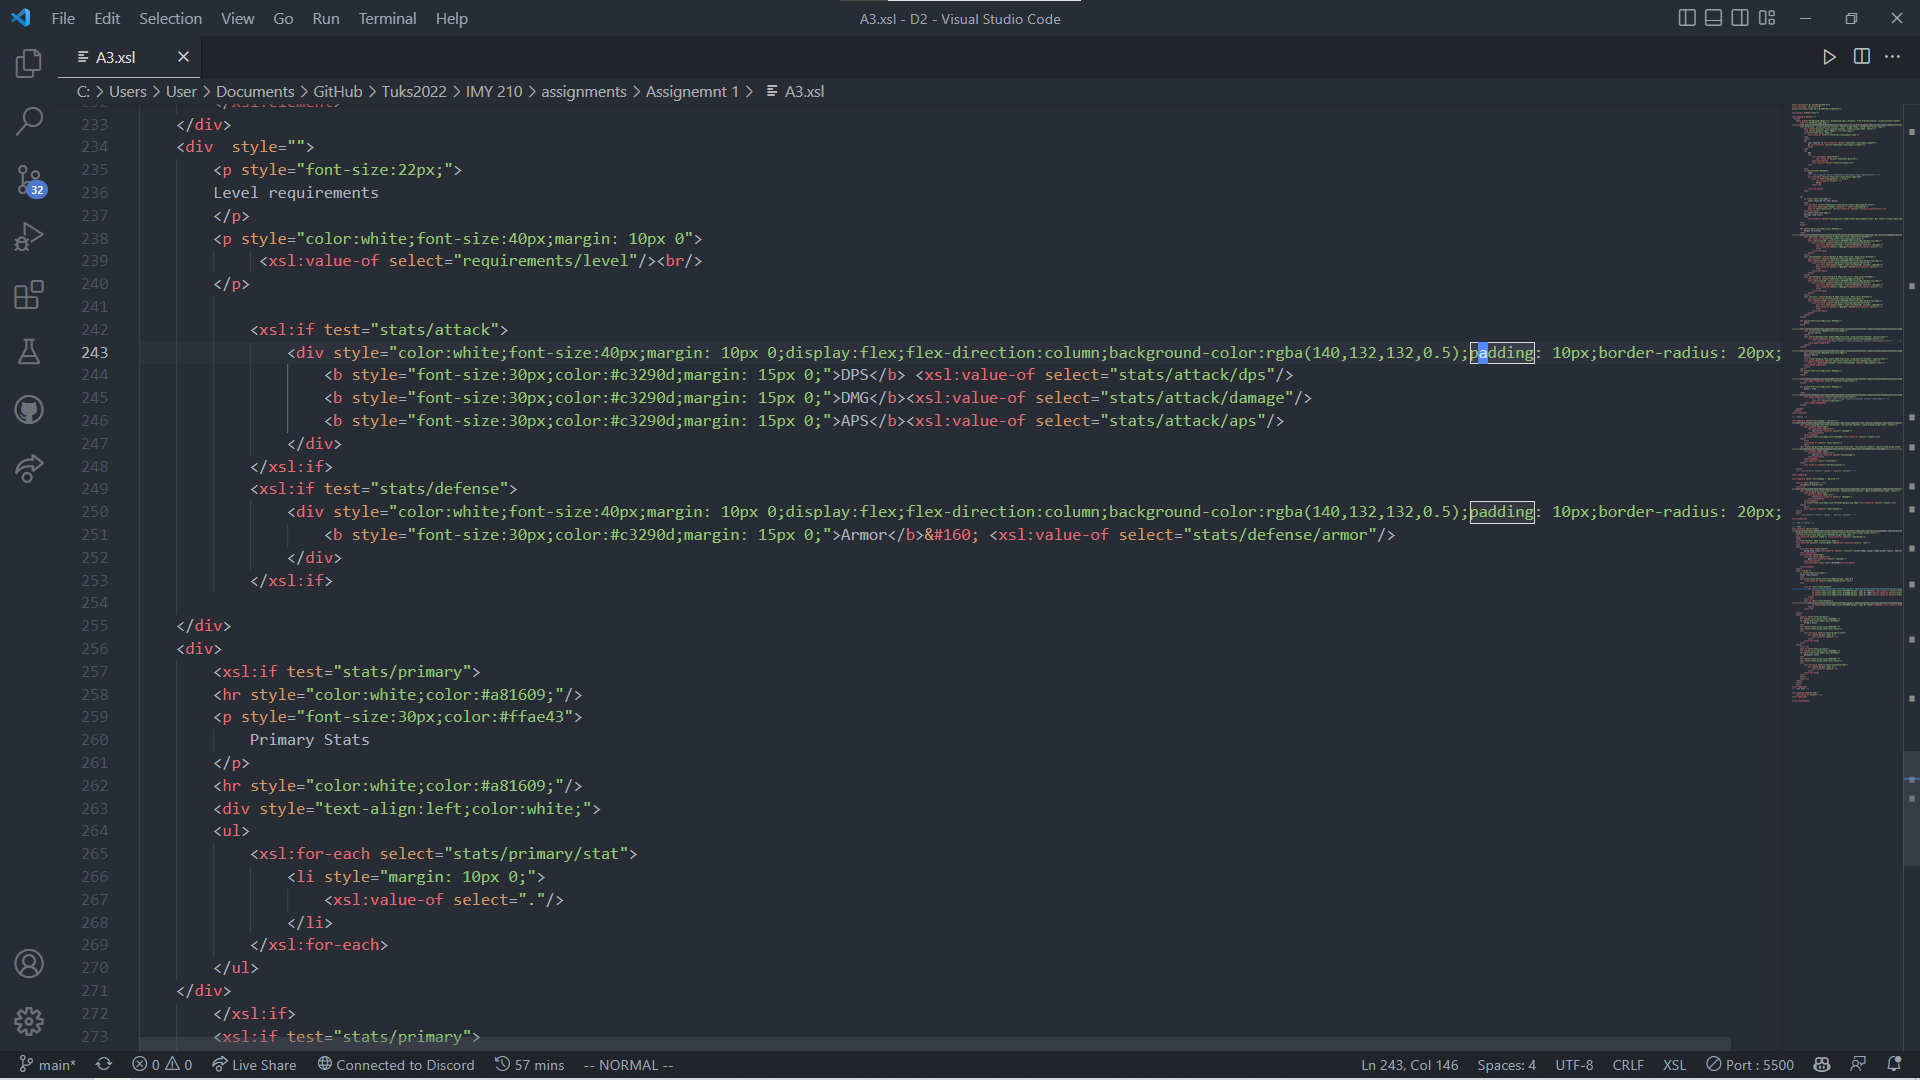 File Edit Selection View Go Run Terminal Help
A3.xsl - D2 - Visual Studio Code
A3.xsl
C: > Users > User > Documents > GitHub > Tuks2022 > IMY 210 > assignments > Assignemnt 1 > A3.xsl
233 </div>
234 <div  style="">
235 <p style="font-size:22px;">
236 Level requirements
237 </p>
238 <p style="color:white;font-size:40px;margin: 10px 0">
239 <xsl:value-of select="requirements/level"/><br/>
240 </p>
241
242 <xsl:if test="stats/attack">
243 <div style="color:white;font-size:40px;margin: 10px 0;display:flex;flex-direction:column;background-color:rgba(140,132,132,0.5);padding: 10px;border-radius: 20px;
244 <b style="font-size:30px;color:#c3290d;margin: 15px 0;">DPS</b> <xsl:value-of select="stats/attack/dps"/>
245 <b style="font-size:30px;color:#c3290d;margin: 15px 0;">DMG</b><xsl:value-of select="stats/attack/damage"/>
246 <b style="font-size:30px;color:#c3290d;margin: 15px 0;">APS</b><xsl:value-of select="stats/attack/aps"/>
247 </div>
248 </xsl:if>
249 <xsl:if test="stats/defense">
250 <div style="color:white;font-size:40px;margin: 10px 0;display:flex;flex-direction:column;background-color:rgba(140,132,132,0.5);padding: 10px;border-radius: 20px;
251 <b style="font-size:30px;color:#c3290d;margin: 15px 0;">Armor</b>&#160; <xsl:value-of select="stats/defense/armor"/>
252 </div>
253 </xsl:if>
254
255 </div>
256 <div>
257 <xsl:if test="stats/primary">
258 <hr style="color:white;color:#a81609;"/>
259 <p style="font-size:30px;color:#ffae43">
260 Primary Stats
261 </p>
262 <hr style="color:white;color:#a81609;"/>
263 <div style="text-align:left;color:white;">
264 <ul>
265 <xsl:for-each select="stats/primary/stat">
266 <li style="margin: 10px 0;">
267 <xsl:value-of select="."/>
268 </li>
269 </xsl:for-each>
270 </ul>
271 </div>
272 </xsl:if>
273 <xsl:if test="stats/primary">
32
main* 0 0 Live Share Connected to Discord 57 mins -- NORMAL -- Ln 243, Col 146 Spaces: 4 UTF-8 CRLF XSL Port : 5500